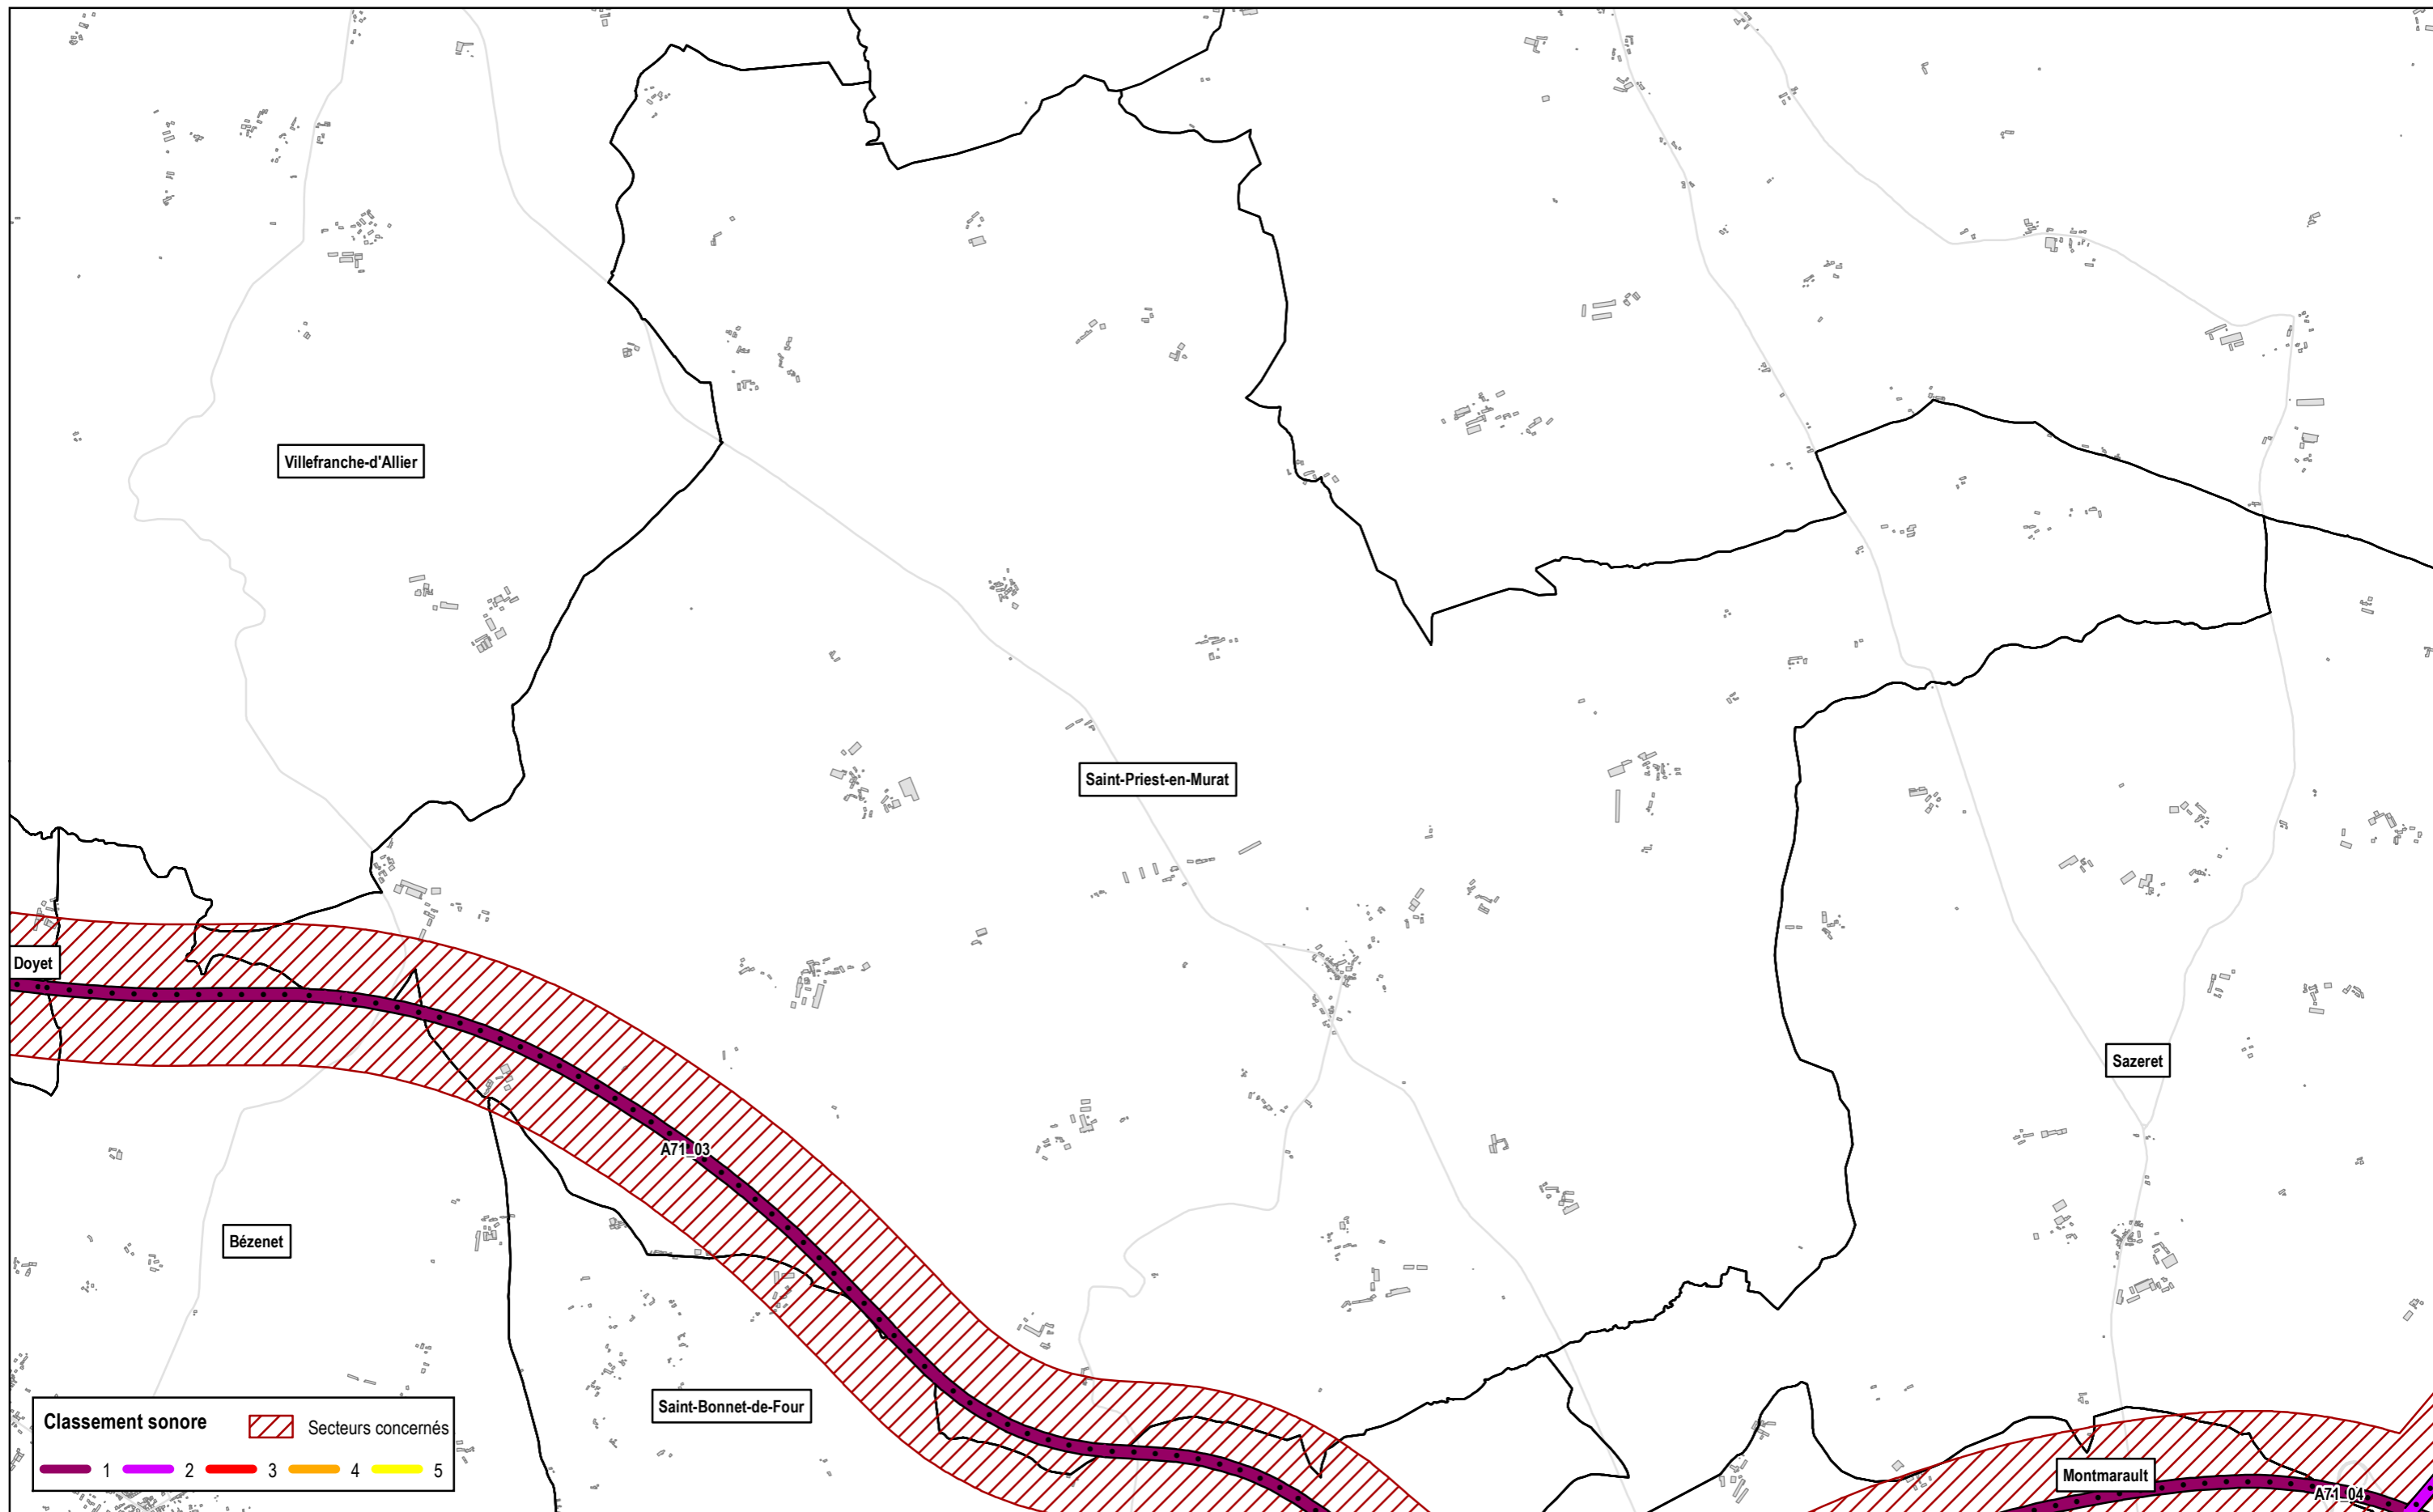 Villefranche-d'Allier
Saint-Priest-en-Murat
Doyet
Sazeret
A71_03
Bézenet
Saint-Bonnet-de-Four
Classement sonore
Secteurs concernés
1 2 3 4 5
Montmarault
A71_04